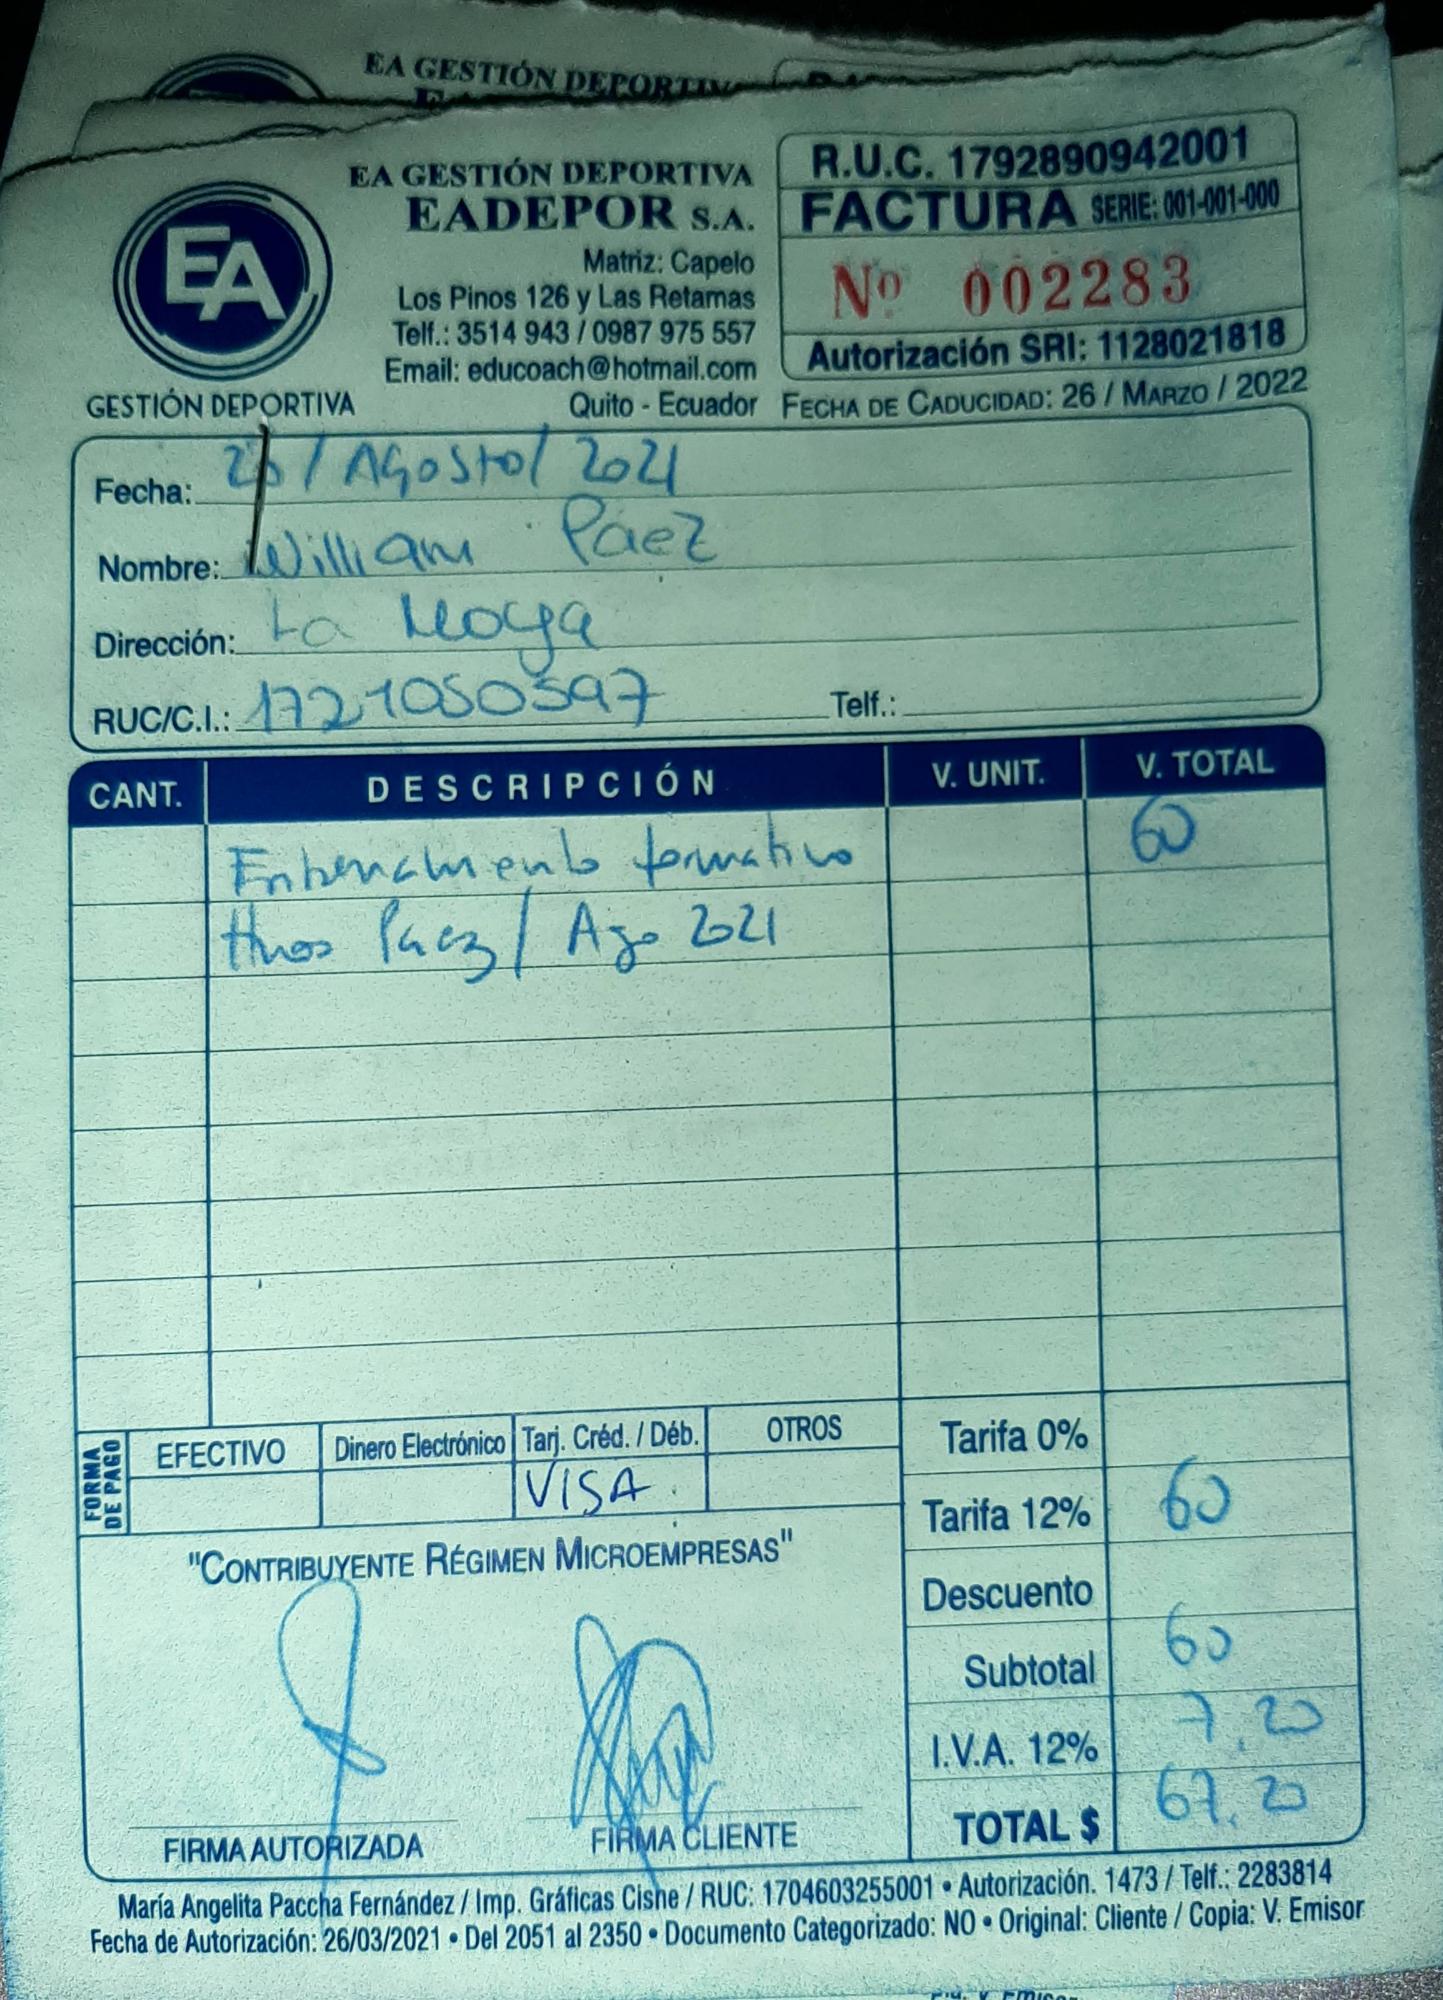 EA GESTIÓN DEPORTIVA
EA
EA GESTIÓN DEPORTIVA
EADEPOR S.A.
Matriz: Capelo
Los Pinos 126 y Las Retamas
Telf.: 3514 943 / 0987 975 557
Email: educoach@hotmail.com
GESTIÓN DEPORTIVA
Quito - Ecuador
R.U.C. 1792890942001
FACTURA SERIE: 001-001-000
Nº 002283
Autorización SRI: 1128021818
FECHA DE CADUCIDAD: 26 / MARZO / 2022
Fecha: / Agosto/ 2021
Nombre: William Páez
Dirección: La Moya
RUC/C.I.: 1721050597 Telf.:
CANT. DESCRIPCIÓN V. UNIT. V. TOTAL
Entrenamiento formativo 60
Hnos Paez / Ago 2021
FORMA DE PAGO EFECTIVO Dinero Electrónico Tarj. Créd. / Déb. OTROS
VISA
Tarifa 0%
Tarifa 12% 60
Descuento
Subtotal 60
I.V.A. 12% 7.20
TOTAL $ 67.20
"CONTRIBUYENTE RÉGIMEN MICROEMPRESAS"
FIRMA AUTORIZADA FIRMA CLIENTE
María Angelita Paccha Fernández / Imp. Gráficas Cisne / RUC: 1704603255001 • Autorización. 1473 / Telf.: 2283814
Fecha de Autorización: 26/03/2021 • Del 2051 al 2350 • Documento Categorizado: NO • Original: Cliente / Copia: V. Emisor